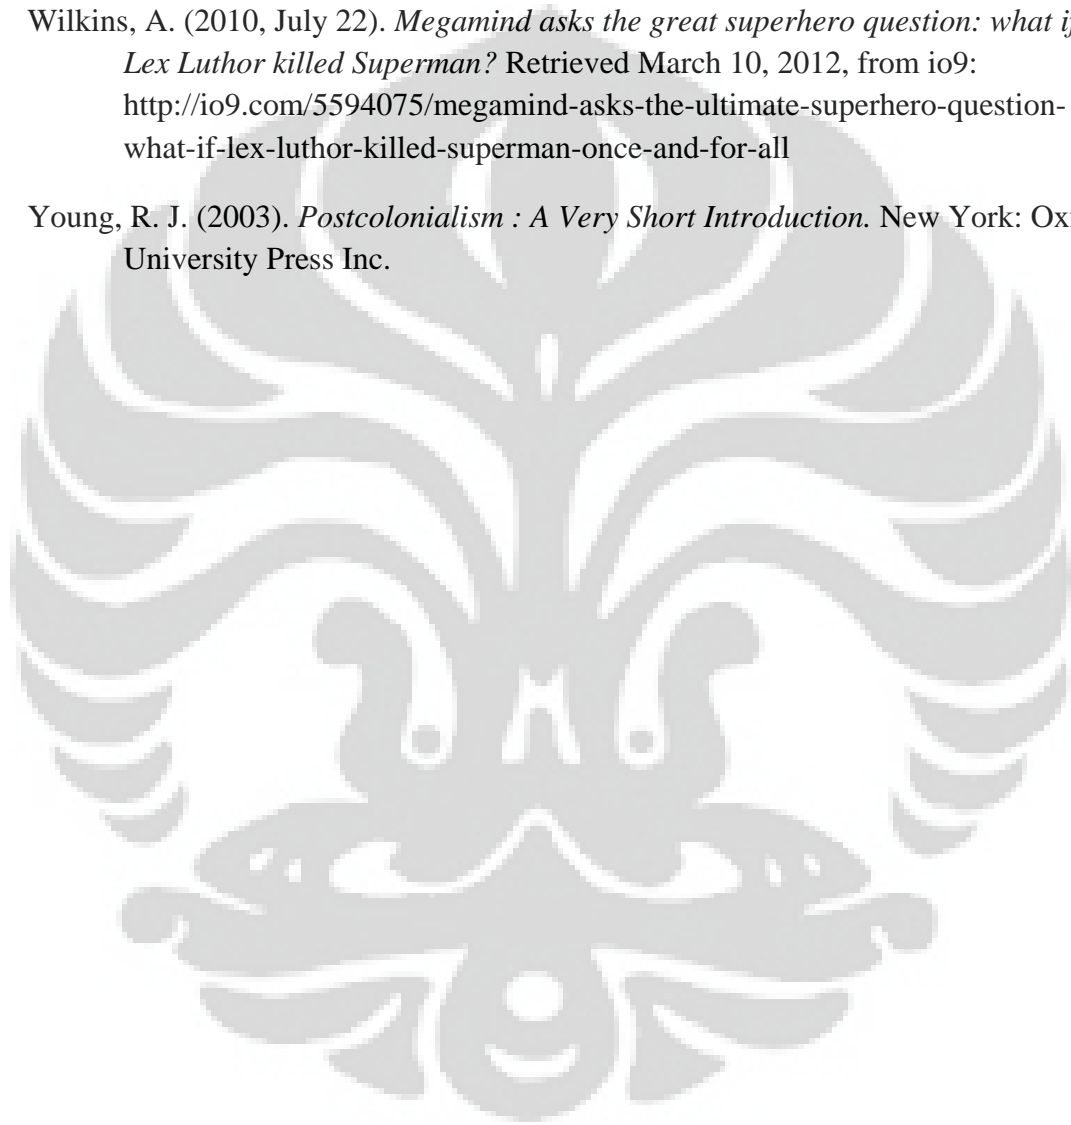 Wilkins, A. (2010, July 22). Megamind asks the great superhero question: what if
Lex Luthor killed Superman? Retrieved March 10, 2012, from io9:
http://io9.com/5594075/megamind-asks-the-ultimate-superhero-question-
what-if-lex-luthor-killed-superman-once-and-for-all
Young, R. J. (2003). Postcolonialism : A Very Short Introduction. New York:
University Press Inc.